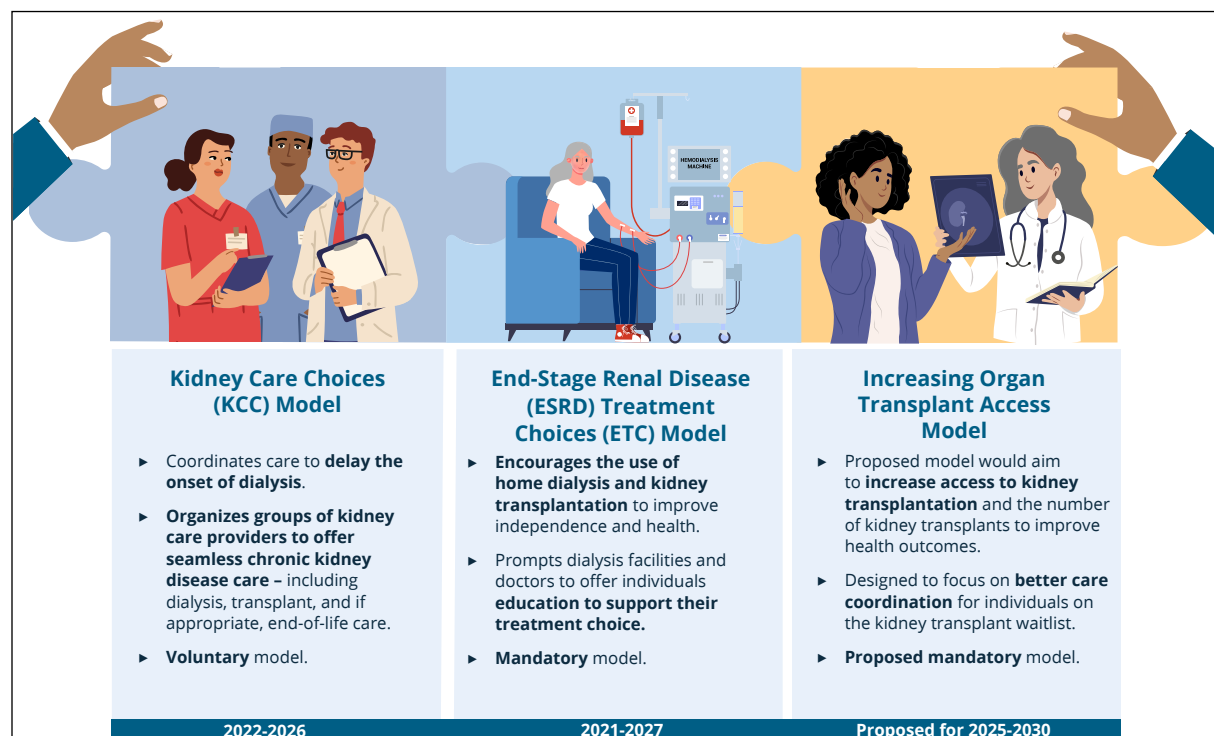 HEMODIALYSIS
MACHINE
Kidney Care Choices
(KCC) Model
► Coordinates care to delay the
onset of dialysis.
► Organizes groups of kidney
care providers to offer
seamless chronic kidney
disease care – including
dialysis, transplant, and if
appropriate, end-of-life care.
► Voluntary model.
2022-2026
End-Stage Renal Disease
(ESRD) Treatment
Choices (ETC) Model
► Encourages the use of
home dialysis and kidney
transplantation to improve
independence and health.
► Prompts dialysis facilities and
doctors to offer individuals
education to support their
treatment choice.
► Mandatory model.
2021-2027
Increasing Organ
Transplant Access
Model
► Proposed model would aim
to increase access to kidney
transplantation and the number
of kidney transplants to improve
health outcomes.
► Designed to focus on better care
coordination for individuals on
the kidney transplant waitlist.
► Proposed mandatory model.
Proposed for 2025-2030